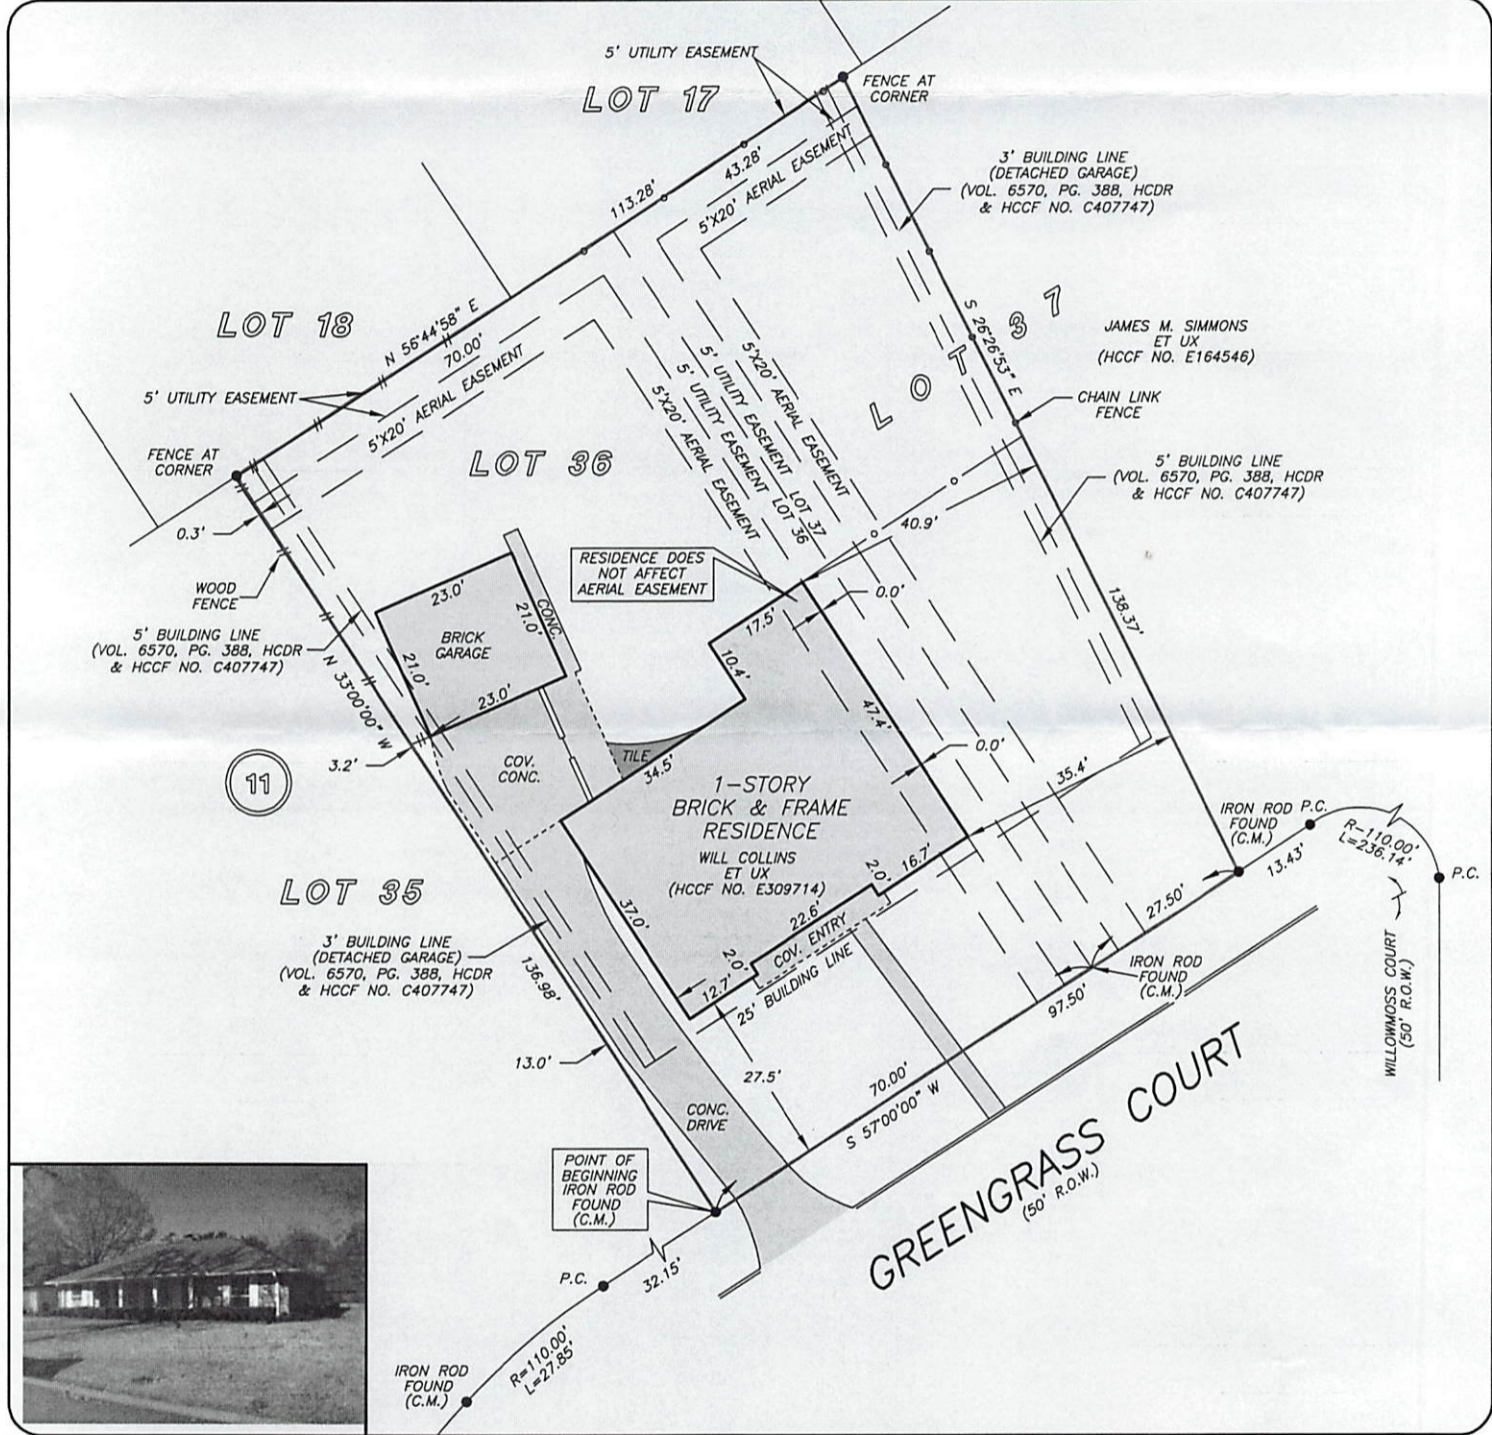 5' UTILITY EASEMENT
LOT 17
FENCE AT
CORNER
43.28'
113.28'
5'X20' AERIAL EASEMENT
3' BUILDING LINE
(DETACHED GARAGE)
(VOL. 6570, PG. 388, HCDR
& HCCF NO. C407747)
LOT 18
N 56°44'58" E
70.00'
S 26°26'53" E
LOT 37
JAMES M. SIMMONS
ET UX
(HCCF NO. E164546)
5' UTILITY EASEMENT
5'X20' AERIAL EASEMENT
5'X20' AERIAL EASEMENT
5' UTILITY EASEMENT LOT 37
5' UTILITY EASEMENT LOT 36
5'X20' AERIAL EASEMENT
CHAIN LINK
FENCE
FENCE AT
CORNER
LOT 36
5' BUILDING LINE
(VOL. 6570, PG. 388, HCDR
& HCCF NO. C407747)
0.3'
40.9'
RESIDENCE DOES
NOT AFFECT
AERIAL EASEMENT
WOOD
FENCE
23.0'
21.0'
CONC.
0.0'
138.37'
17.5'
5' BUILDING LINE
(VOL. 6570, PG. 388, HCDR
& HCCF NO. C407747)
BRICK
GARAGE
21.0'
23.0'
10.4'
N 33°00'00" W
47.4'
0.0'
3.2'
COV.
CONC.
TILE
34.5'
35.4'
11
1-STORY
BRICK & FRAME
RESIDENCE
WILL COLLINS
ET UX
(HCCF NO. E309714)
IRON ROD
FOUND
(C.M.)
P.C.
R-110.00'
L=236.14'
13.43'
P.C.
2.0'
16.7'
LOT 35
37.0'
22.6'
COV. ENTRY
27.50'
3' BUILDING LINE
(DETACHED GARAGE)
(VOL. 6570, PG. 388, HCDR
& HCCF NO. C407747)
136.98'
2.0'
12.7'
25' BUILDING LINE
IRON ROD
FOUND
(C.M.)
97.50'
WILLOWMOSS COURT
(50' R.O.W.)
13.0'
27.5'
70.00'
S 57°00'00" W
CONC.
DRIVE
GREENGRASS COURT
(50' R.O.W.)
POINT OF
BEGINNING
IRON ROD
FOUND
(C.M.)
P.C.
32.15'
R=110.00'
L=27.85'
IRON ROD
FOUND
(C.M.)